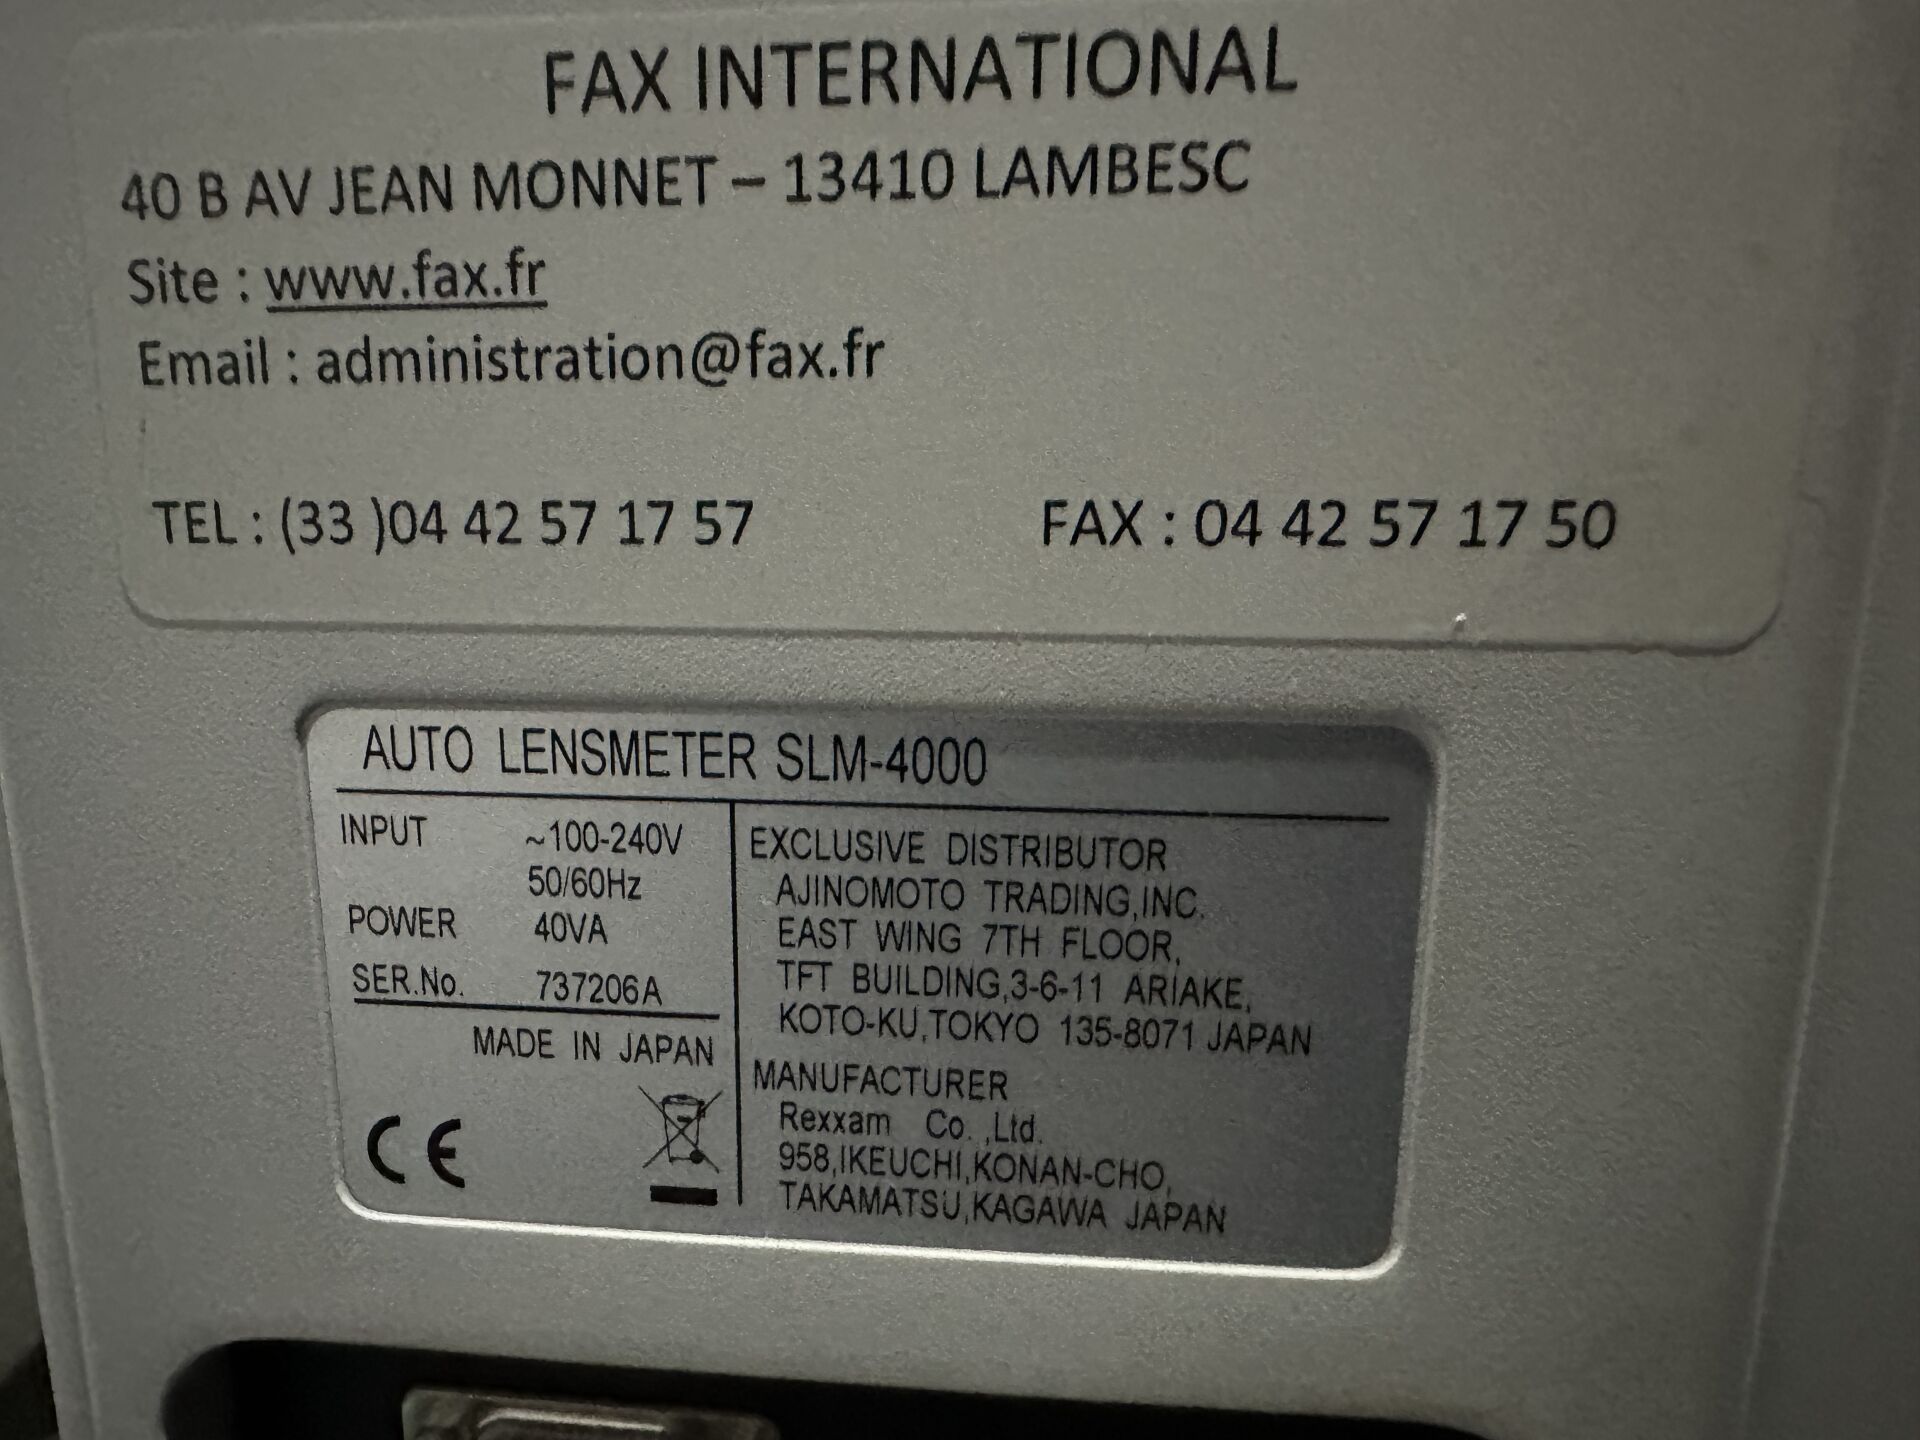 FAX INTERNATIONAL
40 B AV JEAN MONNET – 13410 LAMBESC
Site : www.fax.fr
Email : administration@fax.fr
TEL : (33 )04 42 57 17 57 FAX : 04 42 57 17 50
AUTO LENSMETER SLM-4000
INPUT ~100-240V
50/60Hz
POWER 40VA
SER.No. 737206A
MADE IN JAPAN
CE
EXCLUSIVE DISTRIBUTOR
AJINOMOTO TRADING,INC.
EAST WING 7TH FLOOR,
TFT BUILDING,3-6-11 ARIAKE,
KOTO-KU,TOKYO 135-8071 JAPAN
MANUFACTURER
Rexxam Co.,Ltd.
958,IKEUCHI,KONAN-CHO,
TAKAMATSU,KAGAWA JAPAN